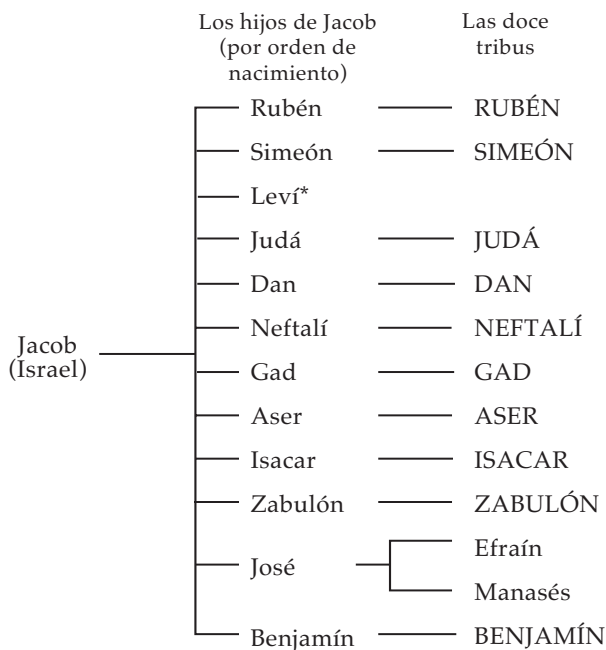 Los hijos de Jacob
(por orden de
nacimiento)
Las doce
tribus
Rubén RUBÉN
Simeón SIMEÓN
Leví*
Judá JUDÁ
Dan DAN
Neftalí NEFTALÍ
Jacob
(Israel)
Gad GAD
Aser ASER
Isacar ISACAR
Zabulón ZABULÓN
José
Efraín
Manasés
Benjamín BENJAMÍN